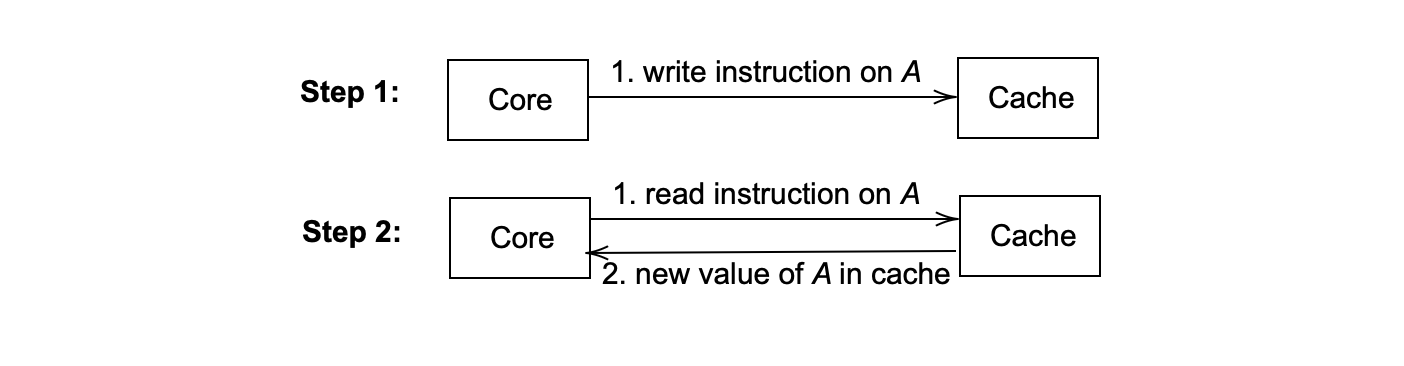 1. write instruction on A
Step 1:
Core
Cache
1. read instruction on A
Step 2:
Core
Cache
2. new value of A in cache